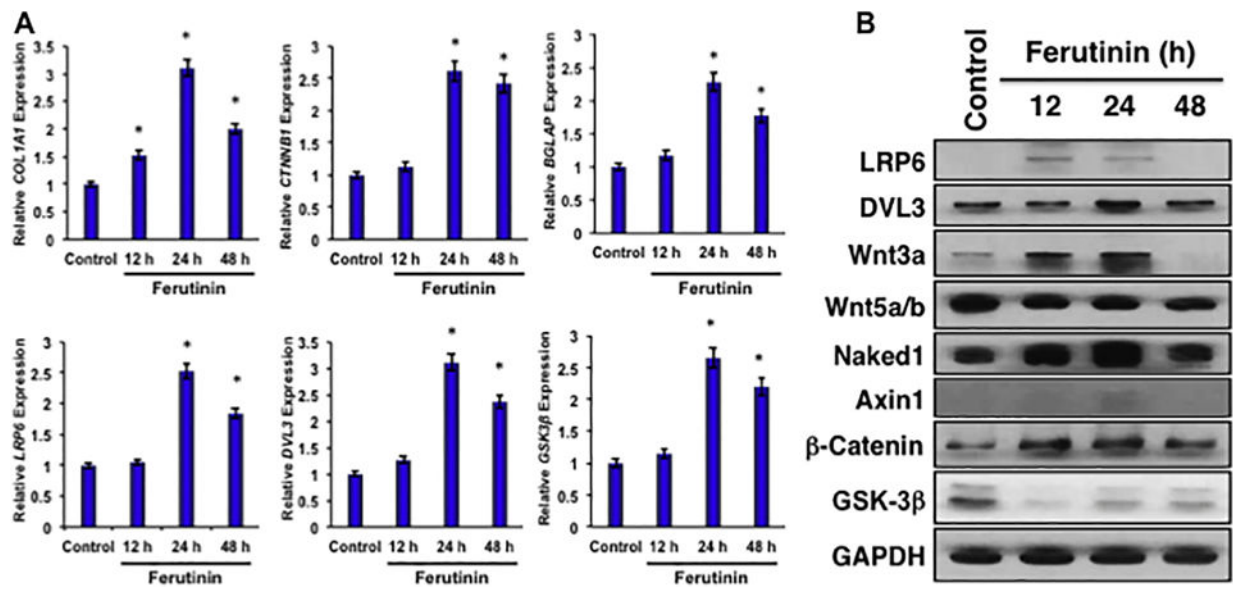 A
Relative COL1A1 Expression
3.5
3
2.5
2
1.5
1
0.5
0
*
*
*
Control 12 h 24 h 48 h
Ferutinin
Relative CTNNB1 Expression
3
2.5
2
1.5
1
0.5
0
*
*
Control 12 h 24 h 48 h
Ferutinin
Relative BGLAP Expression
3
2.5
2
1.5
1
0.5
0
*
*
Control 12 h 24 h 48 h
Ferutinin
Relative LRP6 Expression
3
2.5
2
1.5
1
0.5
0
*
*
Control 12 h 24 h 48 h
Ferutinin
Relative DVL3 Expression
3.5
3
2.5
2
1.5
1
0.5
0
*
*
Control 12 h 24 h 48 h
Ferutinin
Relative GSK3β Expression
3
2.5
2
1.5
1
0.5
0
*
*
Control 12 h 24 h 48 h
Ferutinin
B
Control
Ferutinin (h)
12 24 48
LRP6
DVL3
Wnt3a
Wnt5a/b
Naked1
Axin1
β-Catenin
GSK-3β
GAPDH